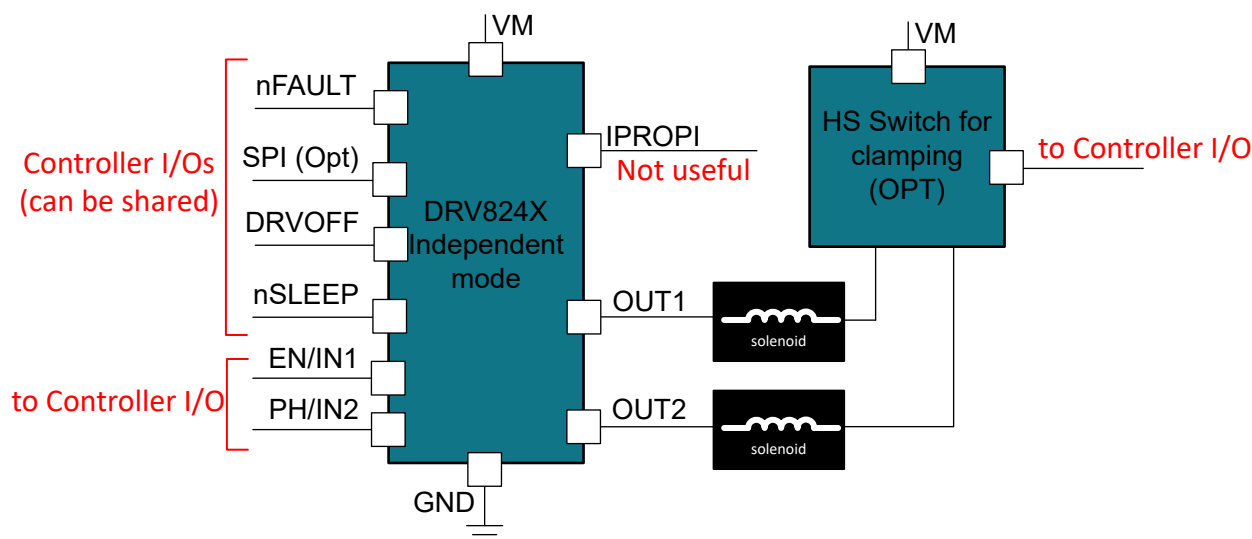 VM
nFAULT
SPI (Opt)
DRVOFF
nSLEEP
Controller I/Os
(can be shared)
EN/IN1
PH/IN2
to Controller I/O
DRV824X
Independent
mode
IPROPI
Not useful
OUT1
OUT2
GND
solenoid
solenoid
VM
HS Switch for
clamping
(OPT)
to Controller I/O